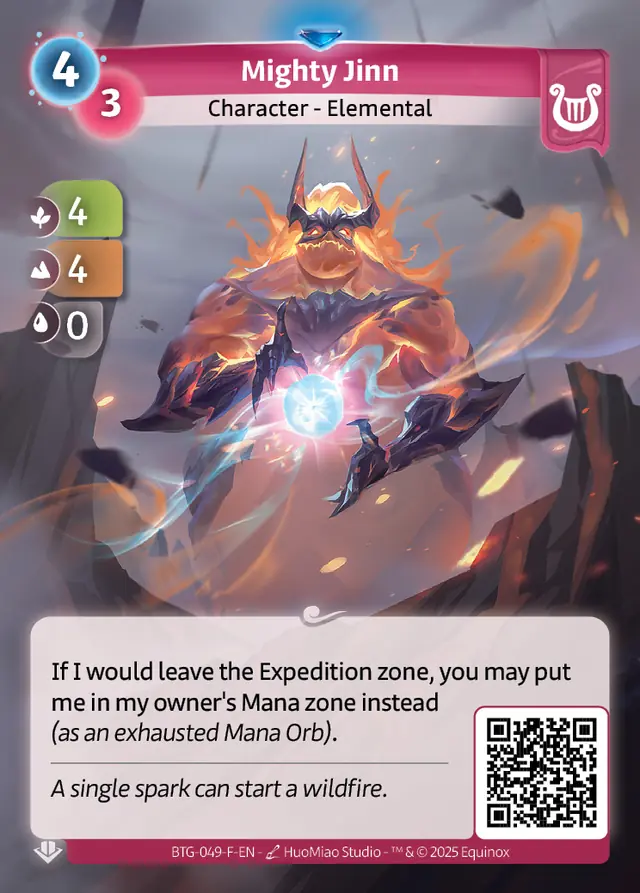 4
Mighty Jinn
3
Character - Elemental
4
4
0
If I would leave the Expedition zone, you may put
me in my owner's Mana zone instead
(as an exhausted Mana Orb).
A single spark can start a wildfire.
BTG-049-F-EN - HuoMiao Studio - ™ & © 2025 Equinox